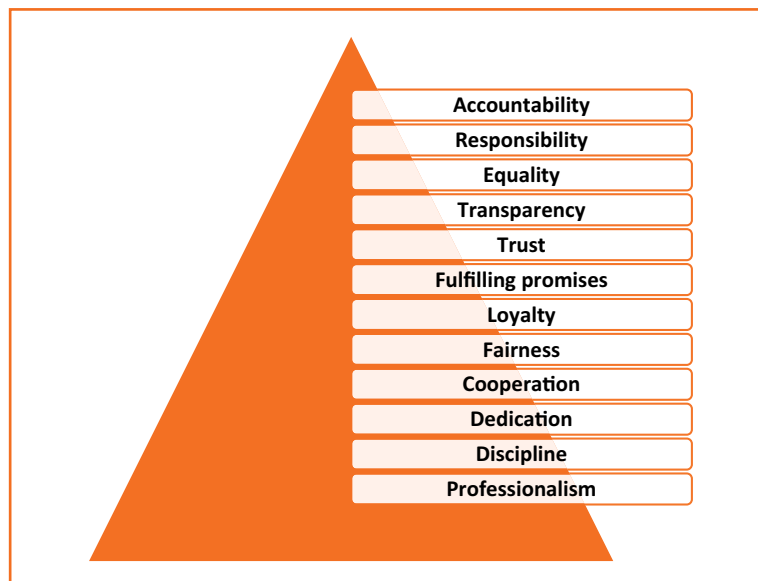 Accountability
Responsibility
Equality
Transparency
Trust
Fulfilling promises
Loyalty
Fairness
Cooperation
Dedication
Discipline
Professionalism